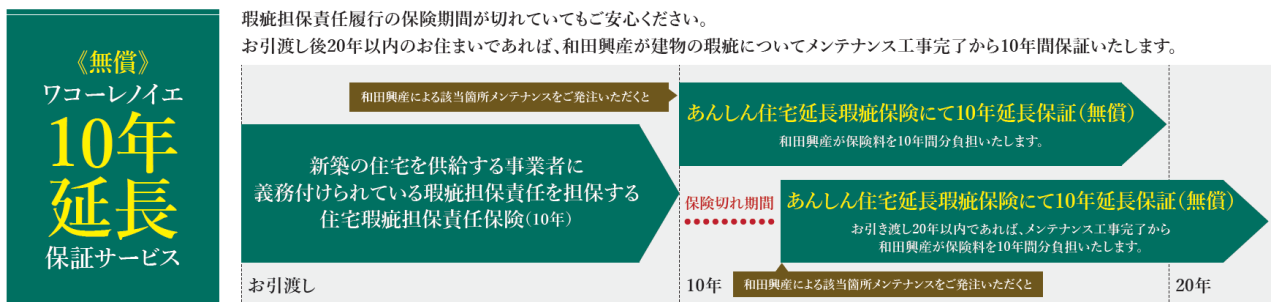 《無償》
ワコーレノイエ
10年
延長
保証サービス
瑕疵担保責任履行の保険期間が切れていてもご安心ください。
お引渡し後20年以内のお住まいであれば、和田興産が建物の瑕疵についてメンテナンス工事完了から10年間保証いたします。
和田興産による該当箇所メンテナンスをご発注いただくと
あんしん住宅延長瑕疵保険にて10年延長保証（無償）
和田興産が保険料を10年間分負担いたします。
新築の住宅を供給する事業者に
義務付けられている瑕疵担保責任を担保する
住宅瑕疵担保責任保険（10年）
保険切れ期間
あんしん住宅延長瑕疵保険にて10年延長保証（無償）
お引き渡し20年以内であれば、メンテナンス工事完了から
和田興産が保険料を10年間分負担いたします。
お引渡し
10年
和田興産による該当箇所メンテナンスをご発注いただくと
20年